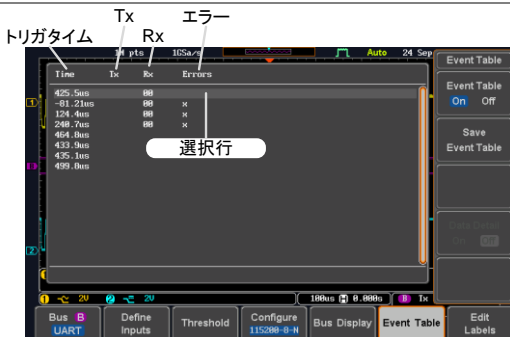 Tx エラー
トリガタイム Rx
1M pts 1GSa/s Auto 24 Sep
Event Table
Time Tx Rx Errors
425.5us 00
-81.21us 00 x
124.4us 00 x
240.7us 00 x
464.8us
433.9us
435.1us
499.8us
選択行
Event Table
On Off
Save
Event Table
Data Detail
On Off
1 2V 2 2V 100us H 0.000s B Tx
Bus B
UART
Define
Inputs
Threshold
Configure
115200-8-N
Bus Display
Event Table
Edit
Labels